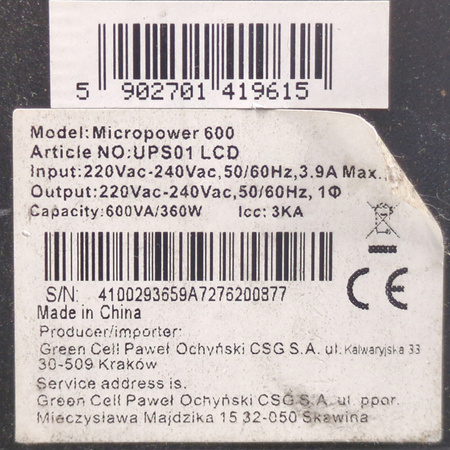 5 902701 419615
Model:Micropower 600
Article NO:UPS01 LCD
Input:220Vac-240Vac,50/60Hz,3.9A Max.
Output:220Vac-240Vac,50/60Hz, 1Φ
Capacity:600VA/360W Icc: 3KA
S/N: 4100293659A7276200877
CE
Made in China
Producer/importer:
Green Cell Paweł Ochyński CSG S.A. ul. Kalwaryjska 33
30-509 Kraków
Service address is.
Green Cell Paweł Ochyński CSG S.A. ul. ppor.
Mieczysława Majdzika 15 32-050 Skawina